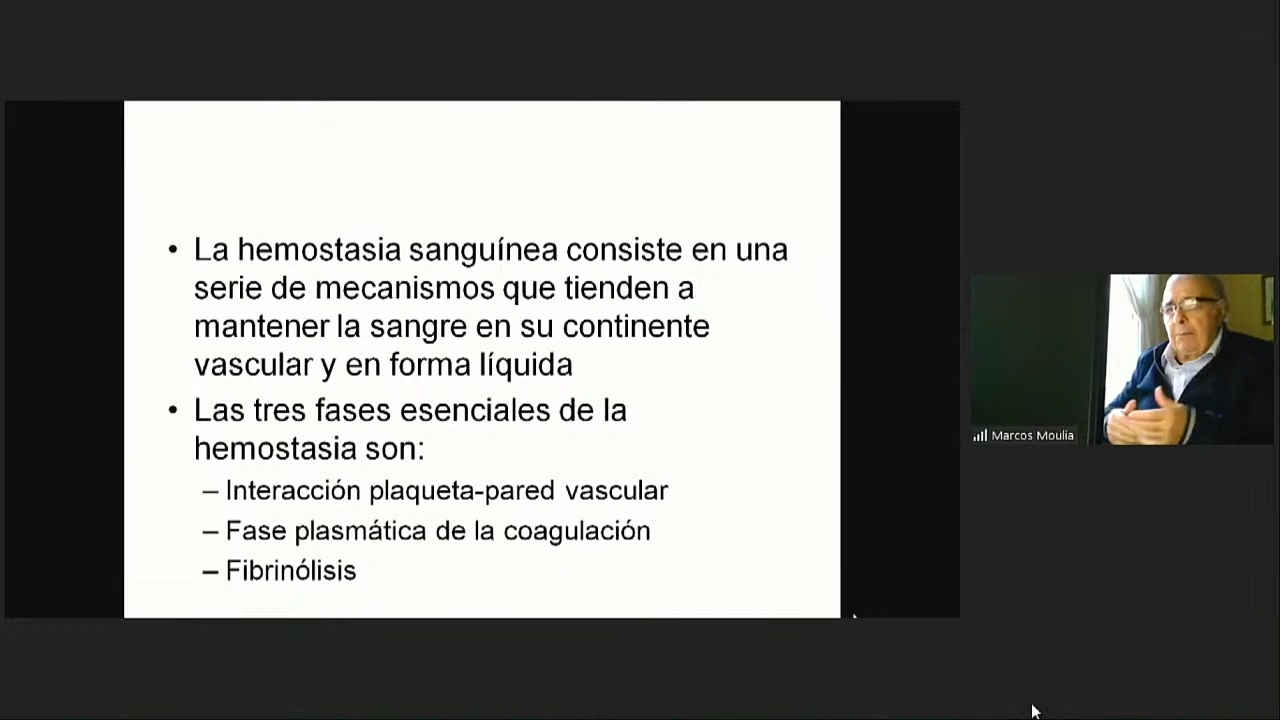 • La hemostasia sanguínea consiste en una
serie de mecanismos que tienden a
mantener la sangre en su continente
vascular y en forma líquida
• Las tres fases esenciales de la
hemostasia son:
– Interacción plaqueta-pared vascular
– Fase plasmática de la coagulación
– Fibrinólisis
Marcos Moulia